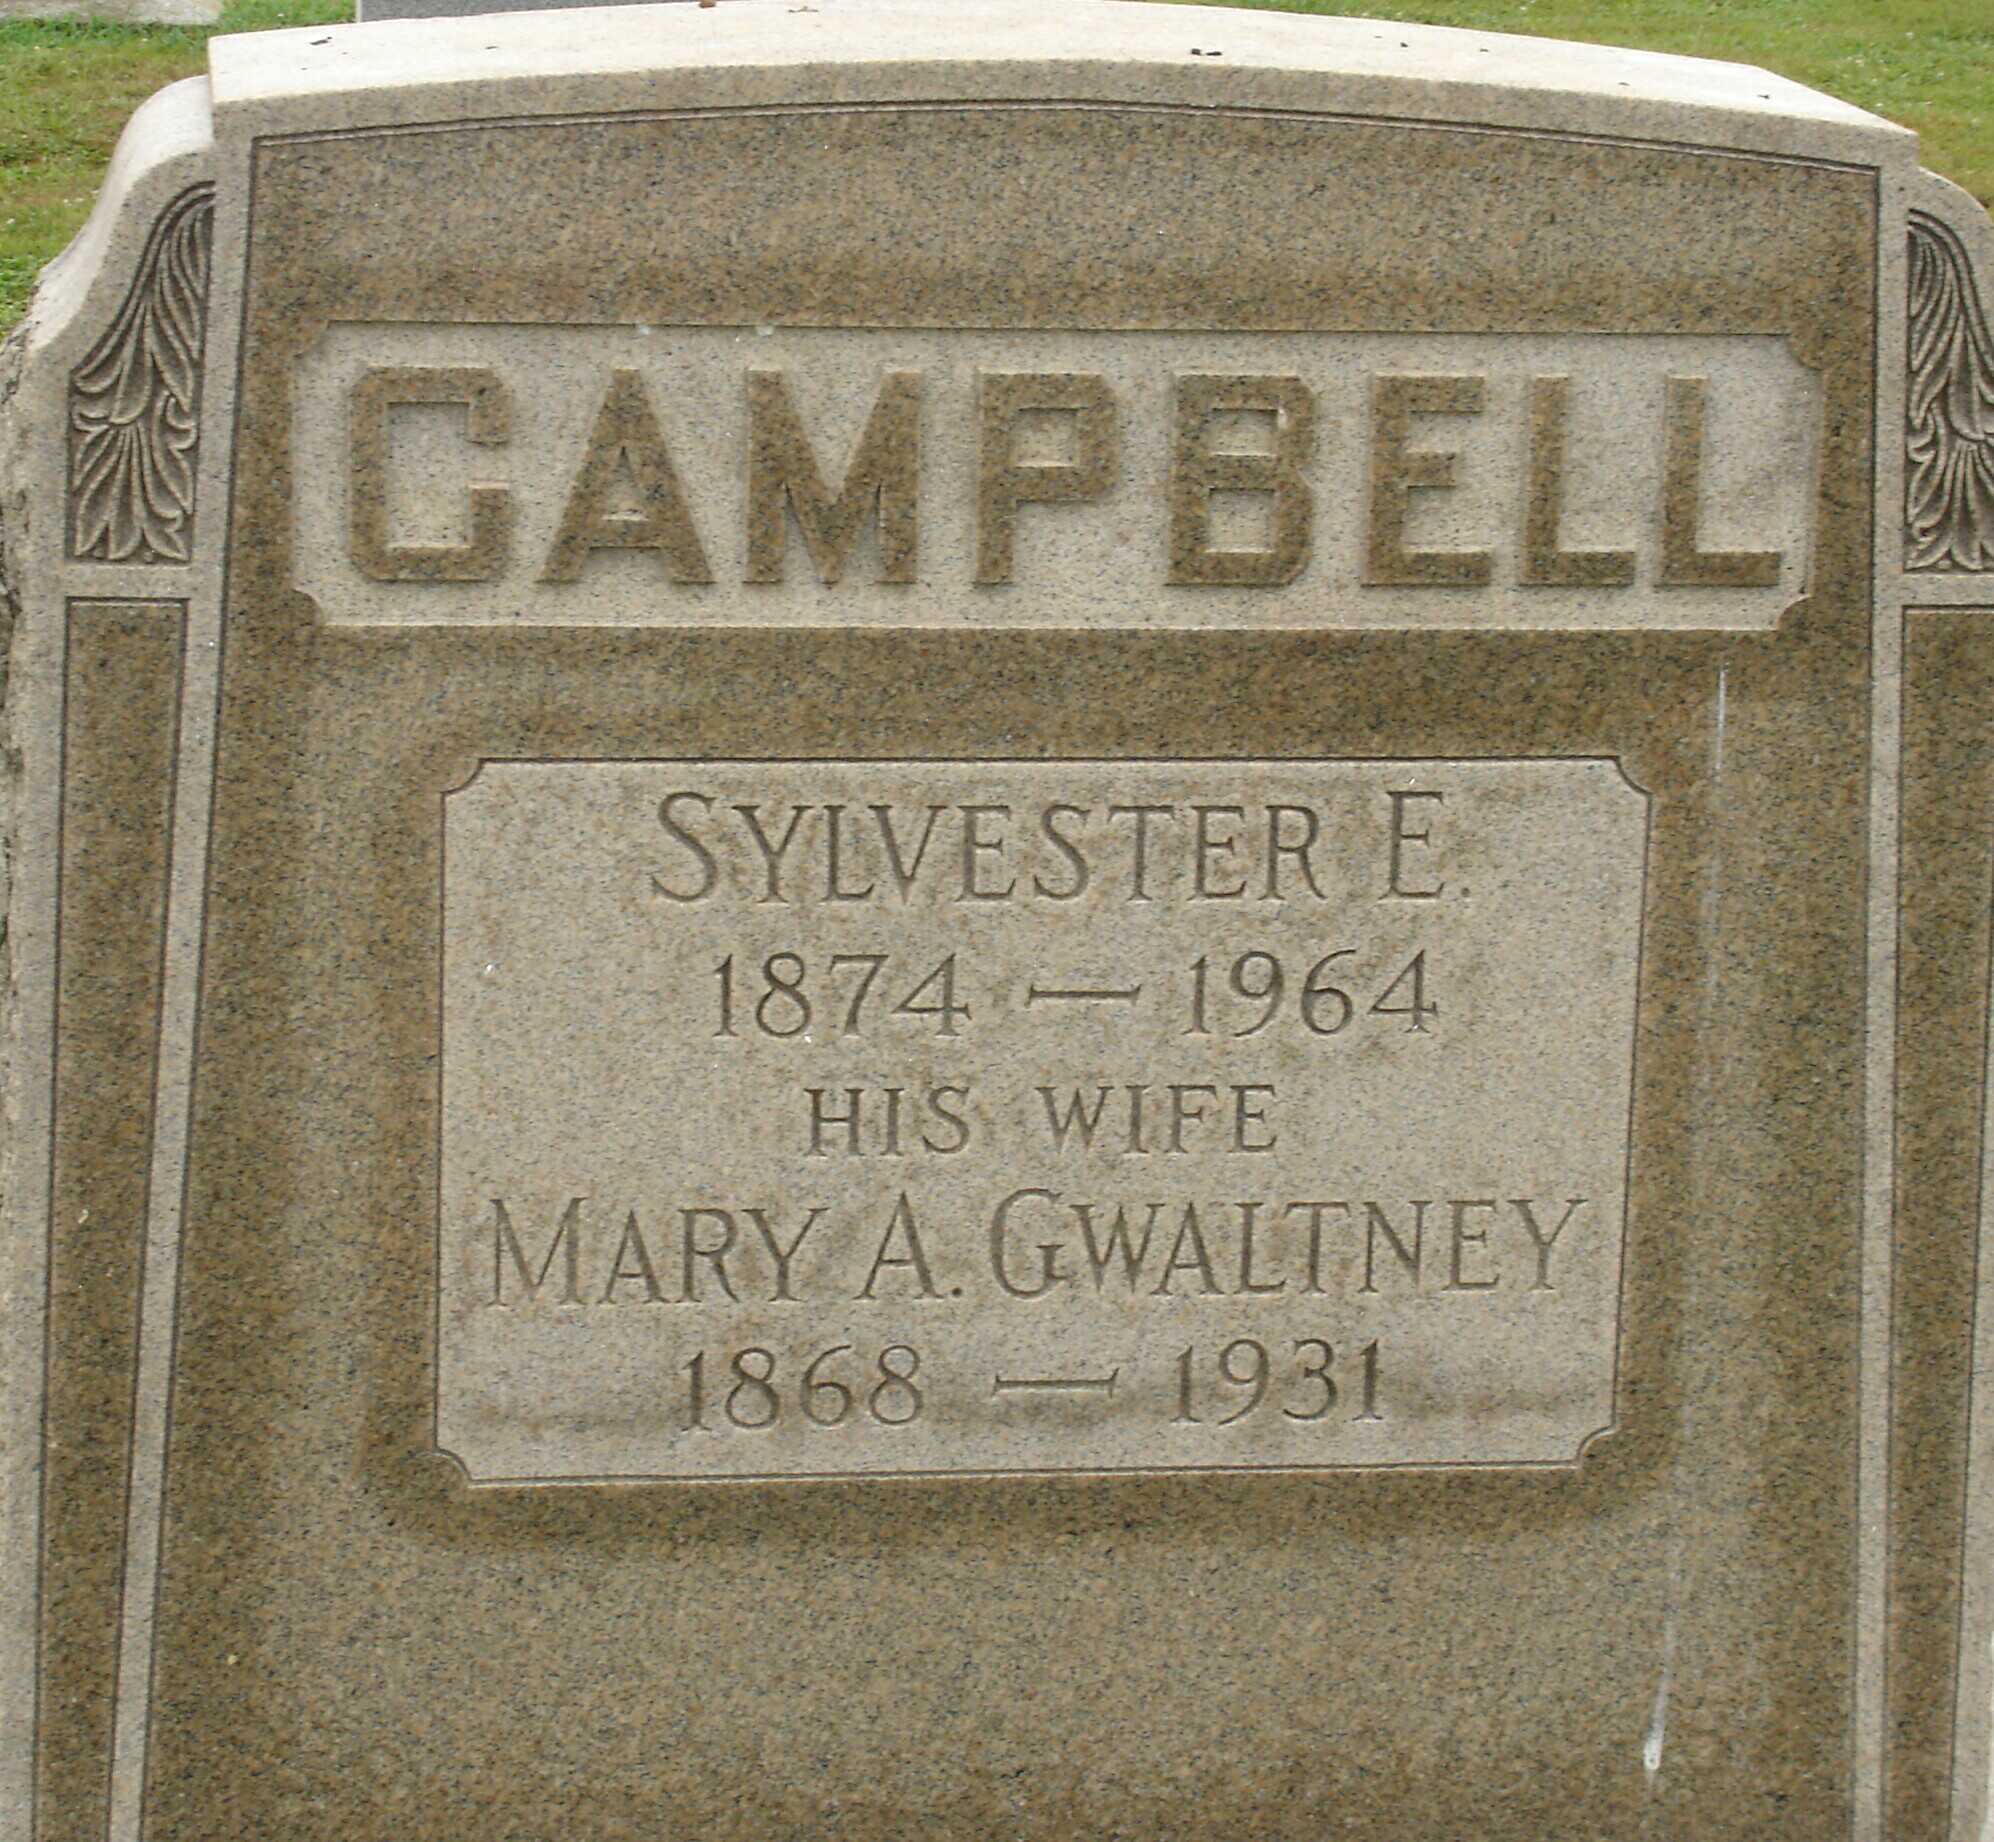 CAMPBELL
SYLVESTER E.
1874 — 1964
HIS WIFE
MARY A. GWALTNEY
1868 — 1931